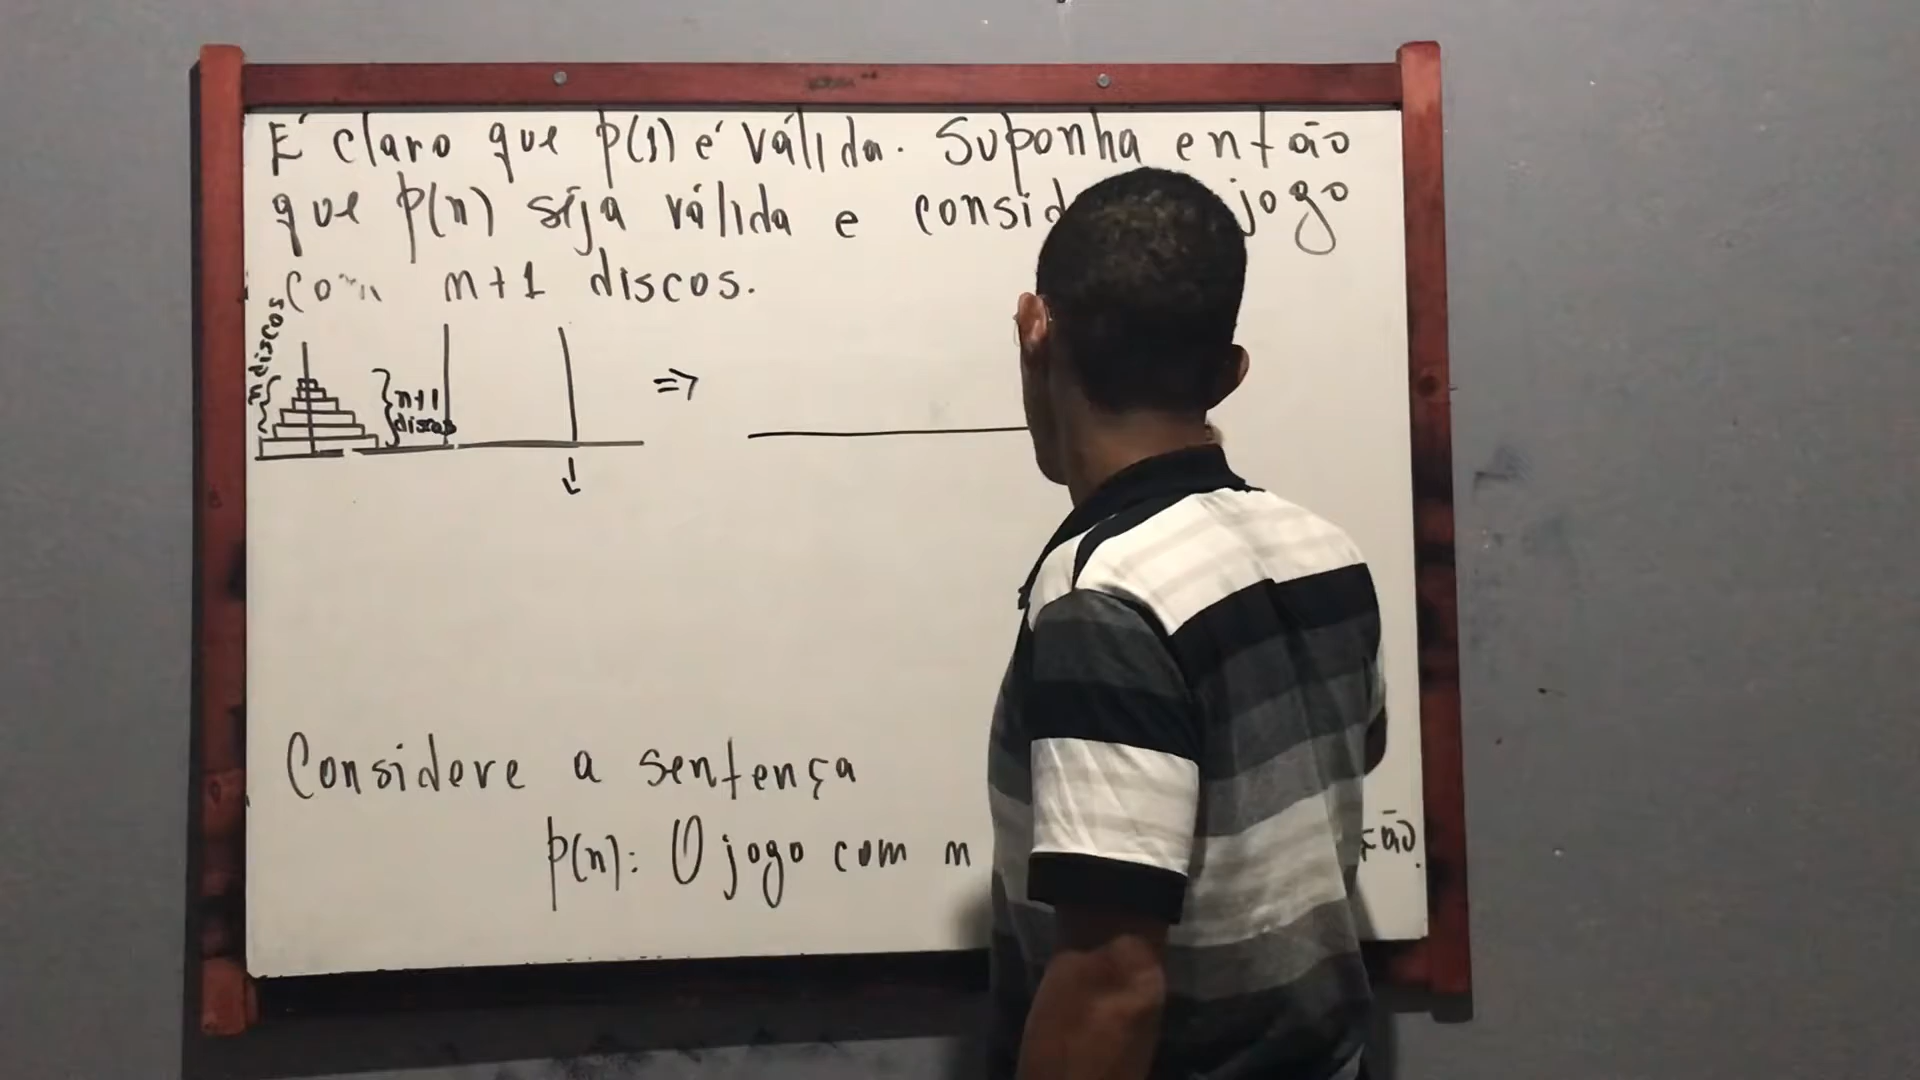 É claro que p(1) é válida. Suponha então
que p(n) seja válida e consid jogo
com n+1 discos.
n discos
n+1
discos
=>
Considere a sentença
p(n): O jogo com n ção.